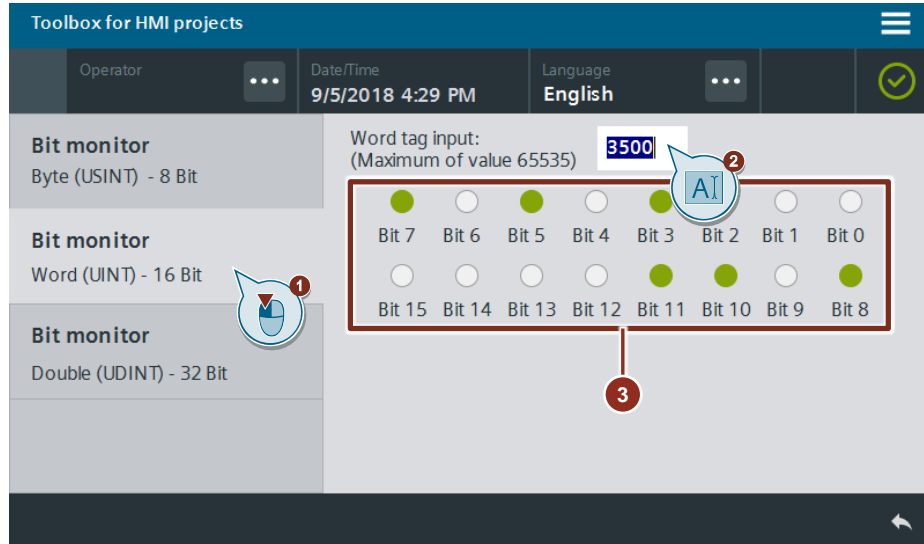 Toolbox for HMI projects
Operator
Date/Time
9/5/2018 4:29 PM
Language
English
Bit monitor
Byte (USINT) - 8 Bit
Bit monitor
Word (UINT) - 16 Bit
1
Bit monitor
Double (UDINT) - 32 Bit
Word tag input:
(Maximum of value 65535)
3500
2
A
Bit 7 Bit 6 Bit 5 Bit 4 Bit 3 Bit 2 Bit 1 Bit 0
Bit 15 Bit 14 Bit 13 Bit 12 Bit 11 Bit 10 Bit 9 Bit 8
3